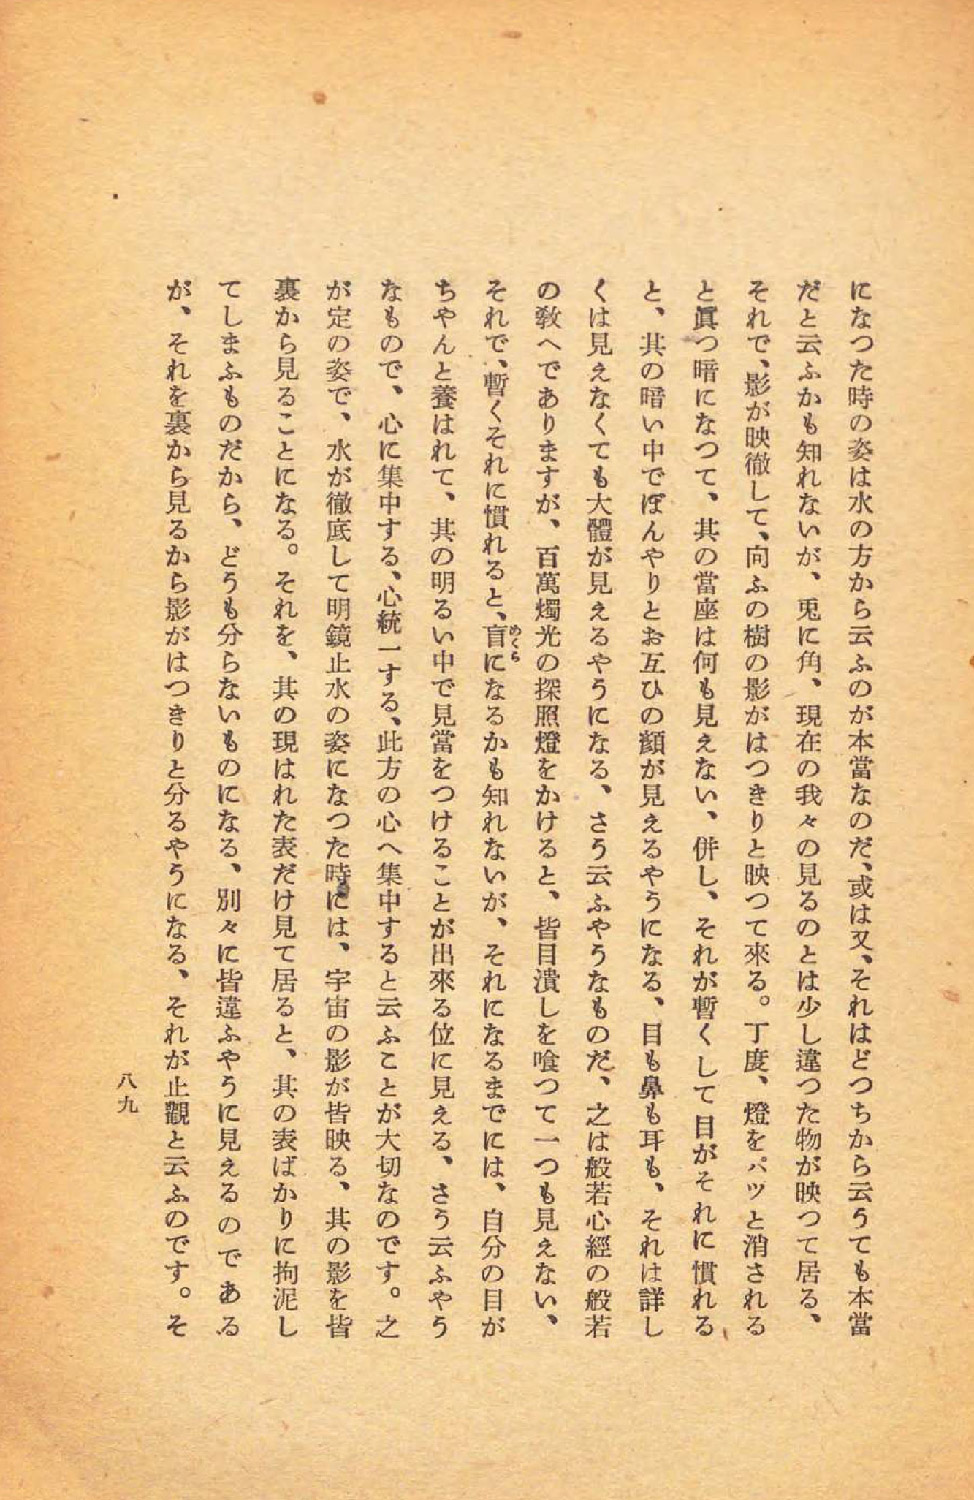 になつた時の姿は水の方から云ふのが本當なのだ、或は又、それはどつちから云うても本當
だと云ふかも知れないが、兎に角、現在の我々の見るのとは少し違つた物が映つて居る、
それで、影が映徹して、向ふの樹の影がはつきりと映つて來る。丁度、燈をパツと消される
と眞つ暗になつて、其の當座は何も見えない、併し、それが暫くして目がそれに慣れる
と、其の暗い中でぼんやりとお互ひの顏が見えるやうになる、目も鼻も耳も、それは詳し
くは見えなくても大體が見えるやうになる、さう云ふやうなものだ、之は般若心經の般若
の敎へでありますが、百萬燭光の探照燈をかけると、皆目潰しを喰つて一つも見えない、
それで、暫くそれに慣れると、盲になるかも知れないが、それになるまでには、自分の目が
めくら
ちやんと養はれて、其の明るい中で見當をつけることが出來る位に見える、さう云ふやう
なもので、心に集中する、心統一する、此方の心へ集中すると云ふことが大切なのです。之
が定の姿で、水が徹底して明鏡止水の姿になつた時には、宇宙の影が皆映る、其の影を皆
裏から見ることになる。それを、其の現はれた表だけ見て居ると、其の表ばかりに拘泥し
てしまふものだから、どうも分らないものになる、別々に皆違ふやうに見えるのである
が、それを裏から見るから影がはつきりと分るやうになる、それが止觀と云ふのです。そ
八九